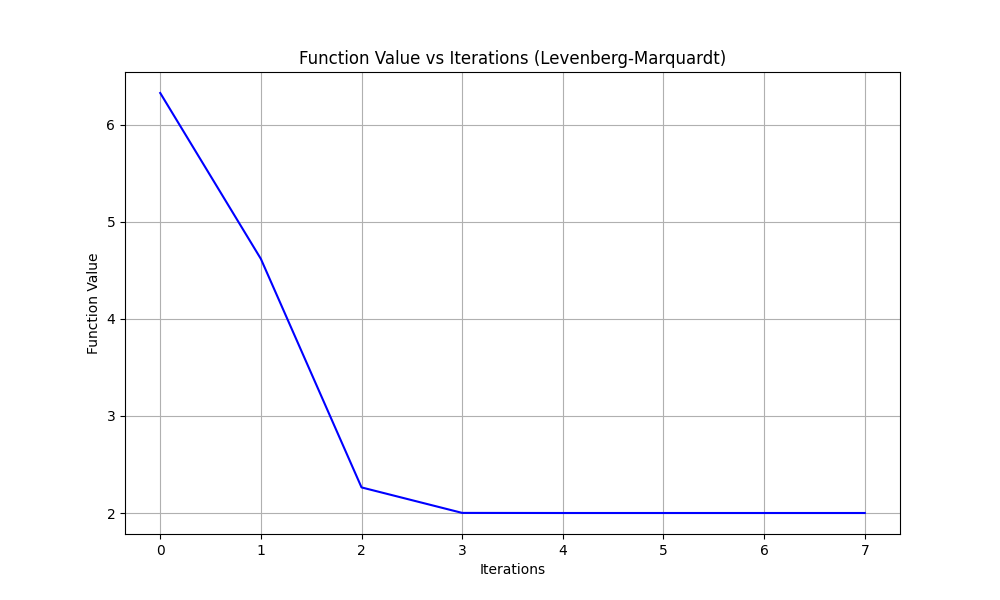 Function Value vs Iterations (Levenberg-Marquardt)
6
5
4
3
2
Function Value
0 1 2 3 4 5 6 7
Iterations